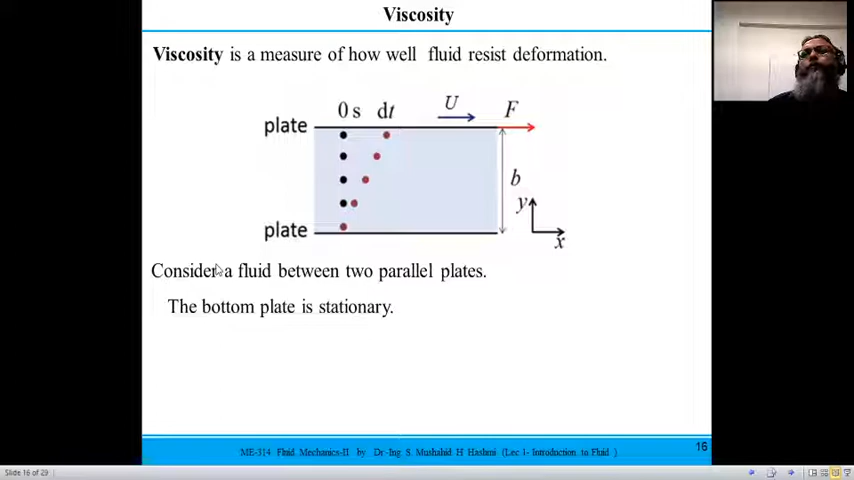 Viscosity
Viscosity is a measure of how well fluid resist deformation.
0 s dt U F
plate
b
y
plate
x
Consider a fluid between two parallel plates.
The bottom plate is stationary.
16
ME-314 Fluid Mechanics-II by Dr-Ing. S. Mushahid H Hashmi (Lec 1- Introduction to Fluid )
Slide 16 of 29